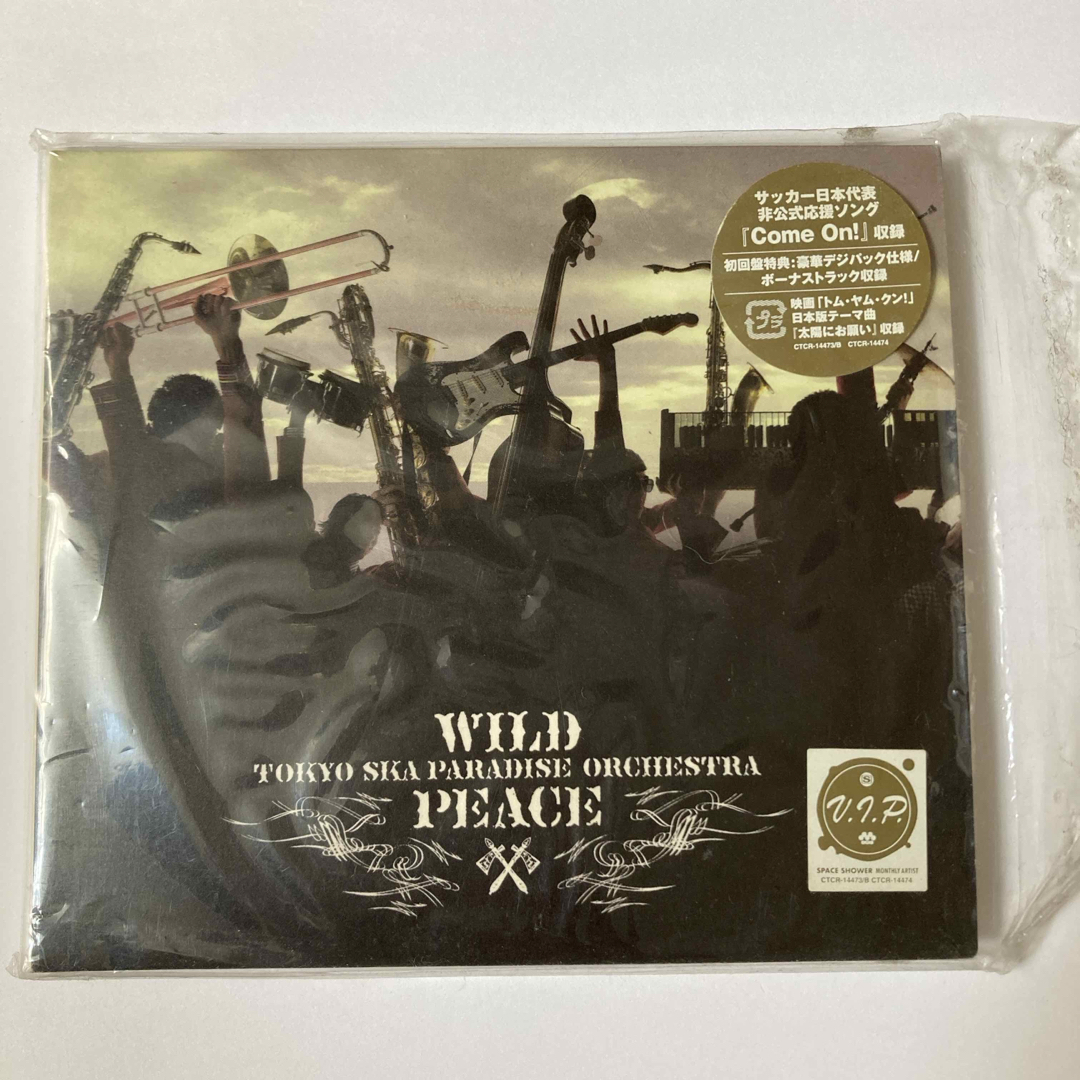 サッカー日本代表
非公式応援ソング
『Come On!』収録
初回盤特典:豪華デジパック仕様/
ボーナストラック収録
プラ
映画「トム・ヤム・クン!」
日本版テーマ曲
「太陽にお願い」収録
CTCR-14473/B CTCR-14474
WILD
TOKYO SKA PARADISE ORCHESTRA
PEACE
S
V.I.P.
SPACE SHOWER MONTHLY ARTIST
CTCR-14473/B CTCR-14474